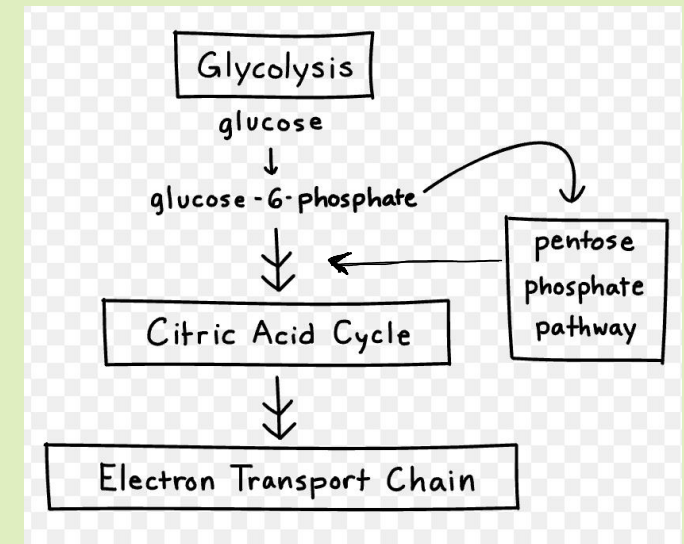 Glycolysis
glucose
glucose-6-phosphate
pentose
phosphate
pathway
Citric Acid Cycle
Electron Transport Chain